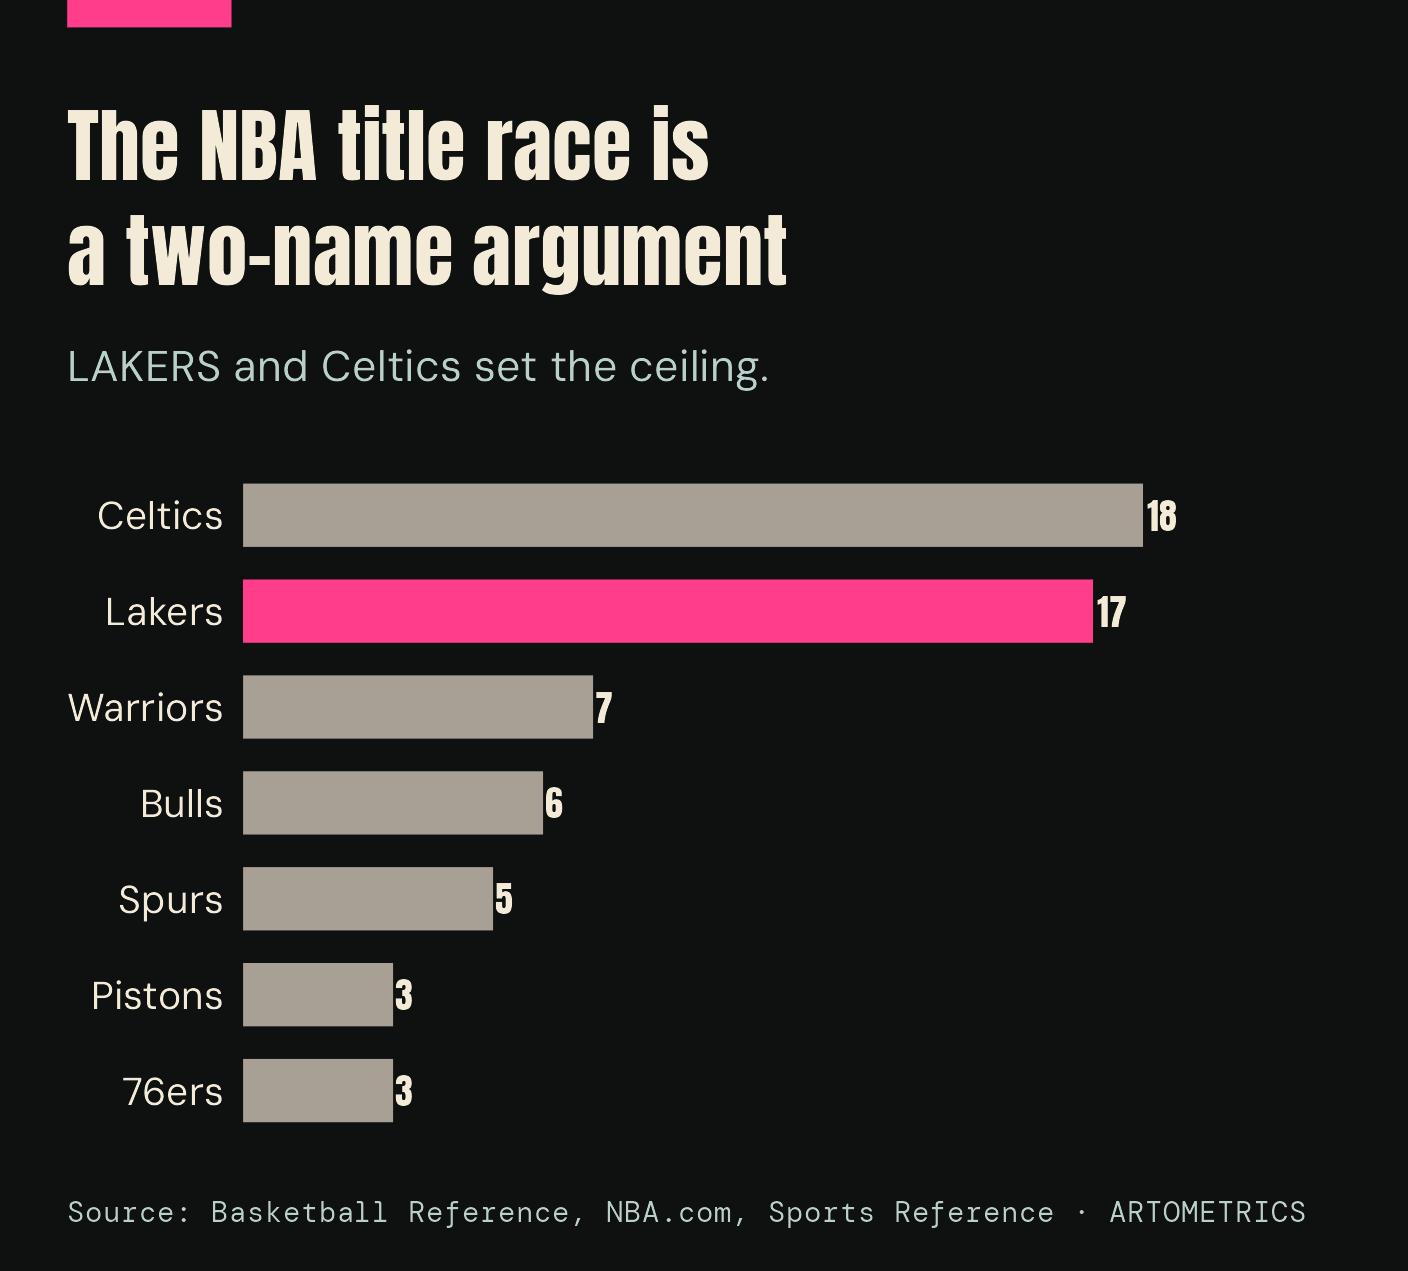 The NBA title race is
a two-name argument
LAKERS and Celtics set the ceiling.
Celtics 18
Lakers 17
Warriors 7
Bulls 6
Spurs 5
Pistons 3
76ers 3
Source: Basketball Reference, NBA.com, Sports Reference · ARTOMETRICS